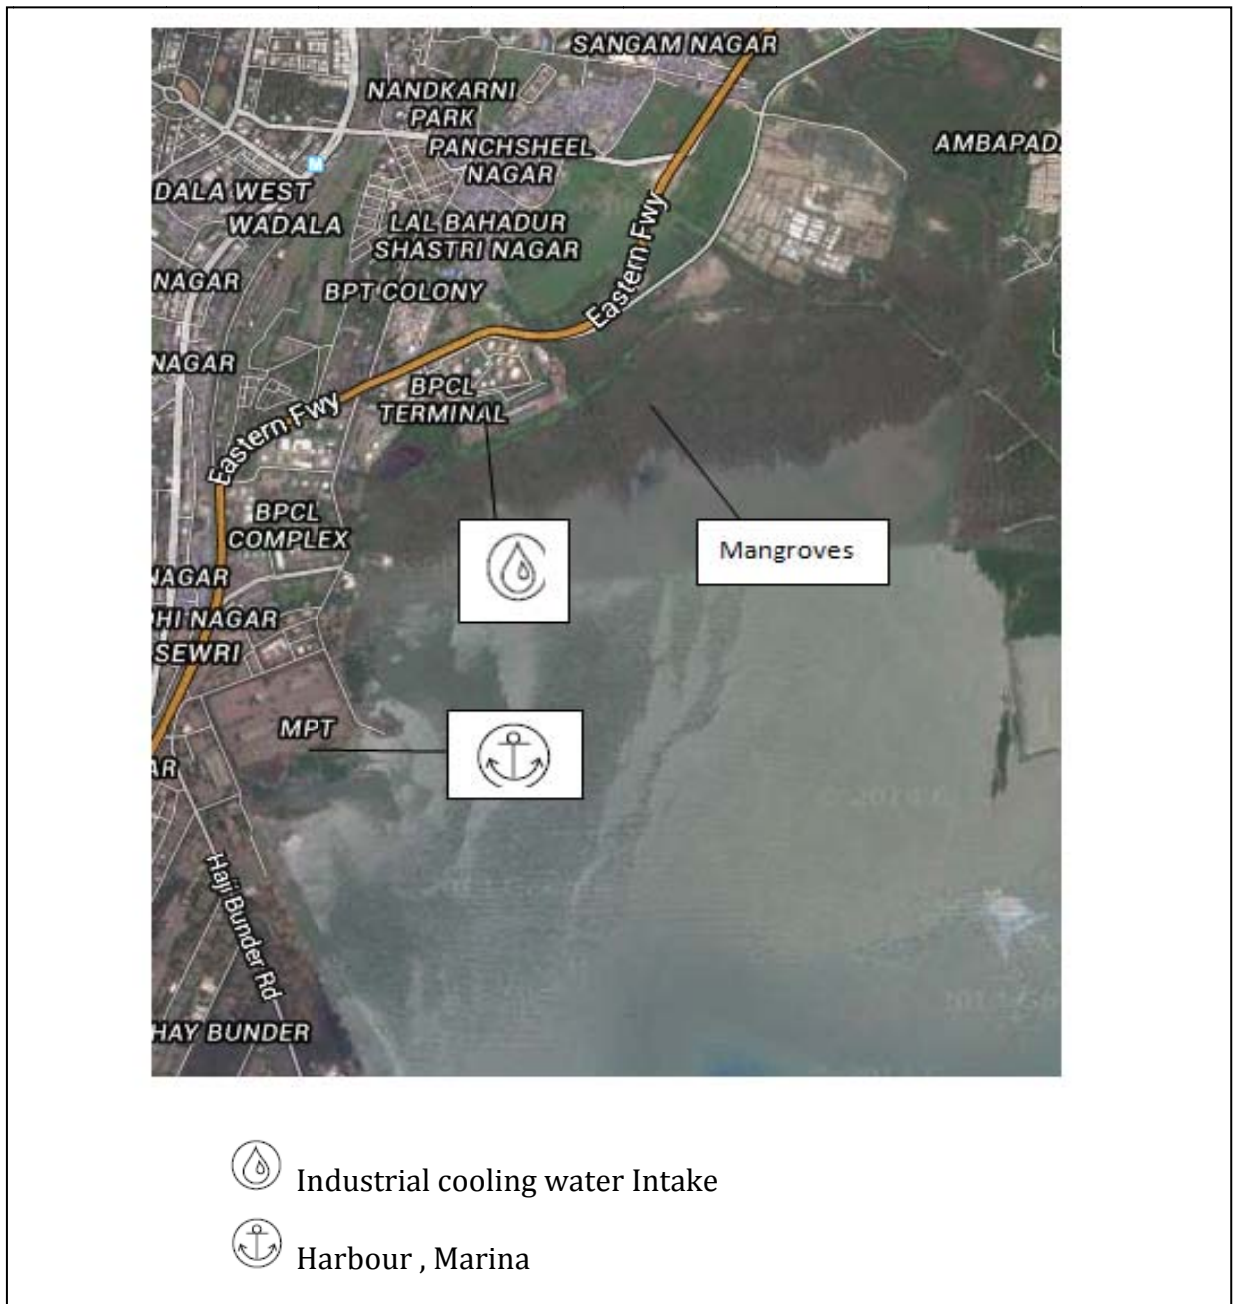 SANGAM NAGAR
NANDKARNI
PARK
AMBAPAD
PANCHSHEEL
NAGAR
M
DALA WEST
WADALA
LAL BAHADUR
SHASTRI NAGAR
Eastern Fwy
NAGAR
BPT COLONY
NAGAR
BPCL
TERMINAL
Eastern Fwy
BPCL
COMPLEX
Mangroves
NAGAR
HI NAGAR
SEWRI
MPT
AR
Haji Bunder Rd
HAY BUNDER
Industrial cooling water Intake
Harbour , Marina